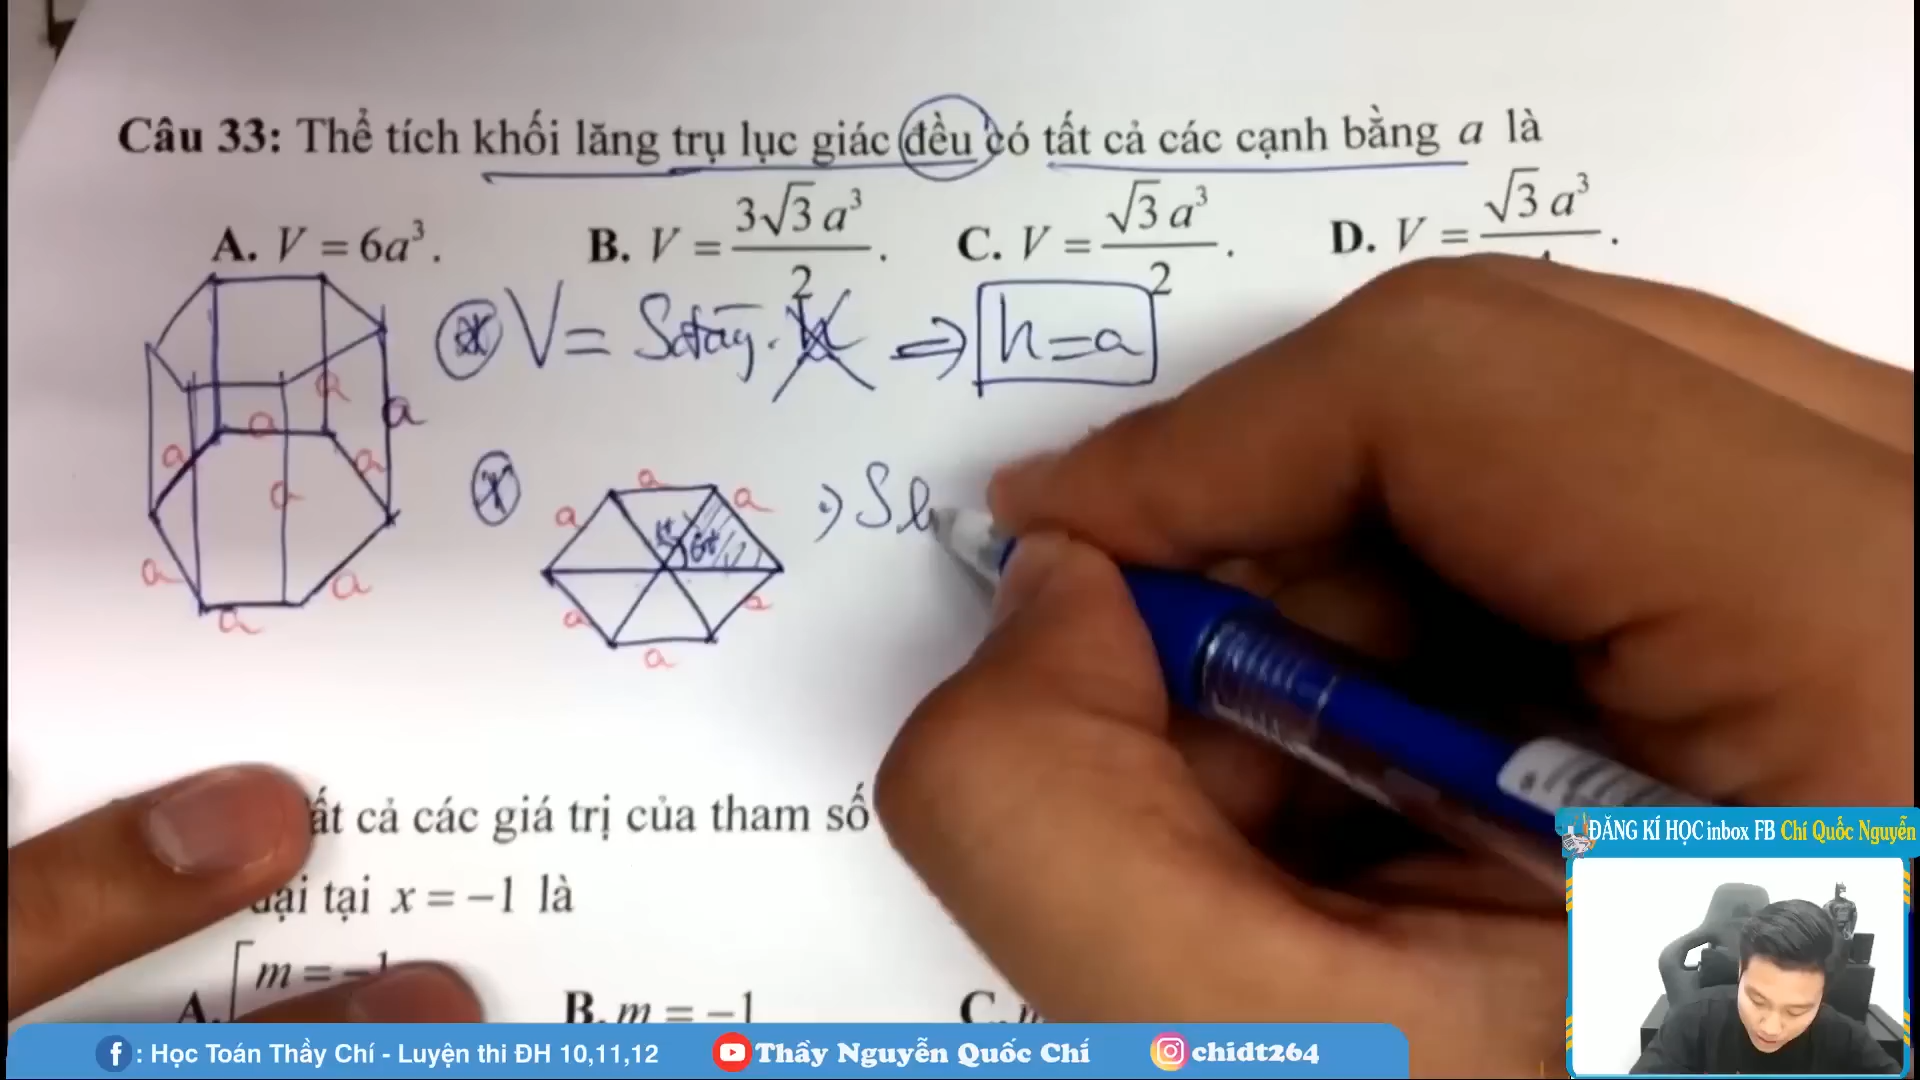 Câu 33: Thể tích khối lăng trụ lục giác đều có tất cả các cạnh bằng a là
A. V = 6a³. B. V = 3√3 a³ / 2. C. V = √3 a³ / 2. D. V = √3 a³
V = Sđáy. h ⇒ h = a
a a a a a a a a a
a a a a a a
S
ất cả các giá trị của tham số
đại tại x = −1 là
A. [ m = −1 B. m = −1 C.
ĐĂNG KÍ HỌC inbox FB Chí Quốc Nguyễn
f : Học Toán Thầy Chí - Luyện thi ĐH 10,11,12 Thầy Nguyễn Quốc Chí chidt264